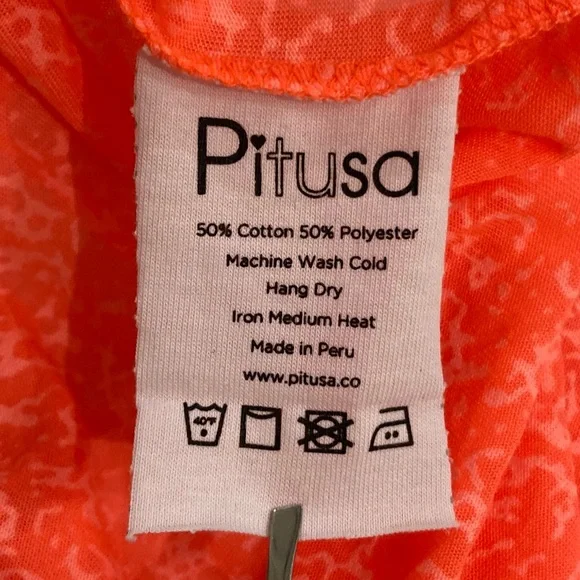 Pitusa
50% Cotton 50% Polyester
Machine Wash Cold
Hang Dry
Iron Medium Heat
Made in Peru
www.pitusa.co
40°F